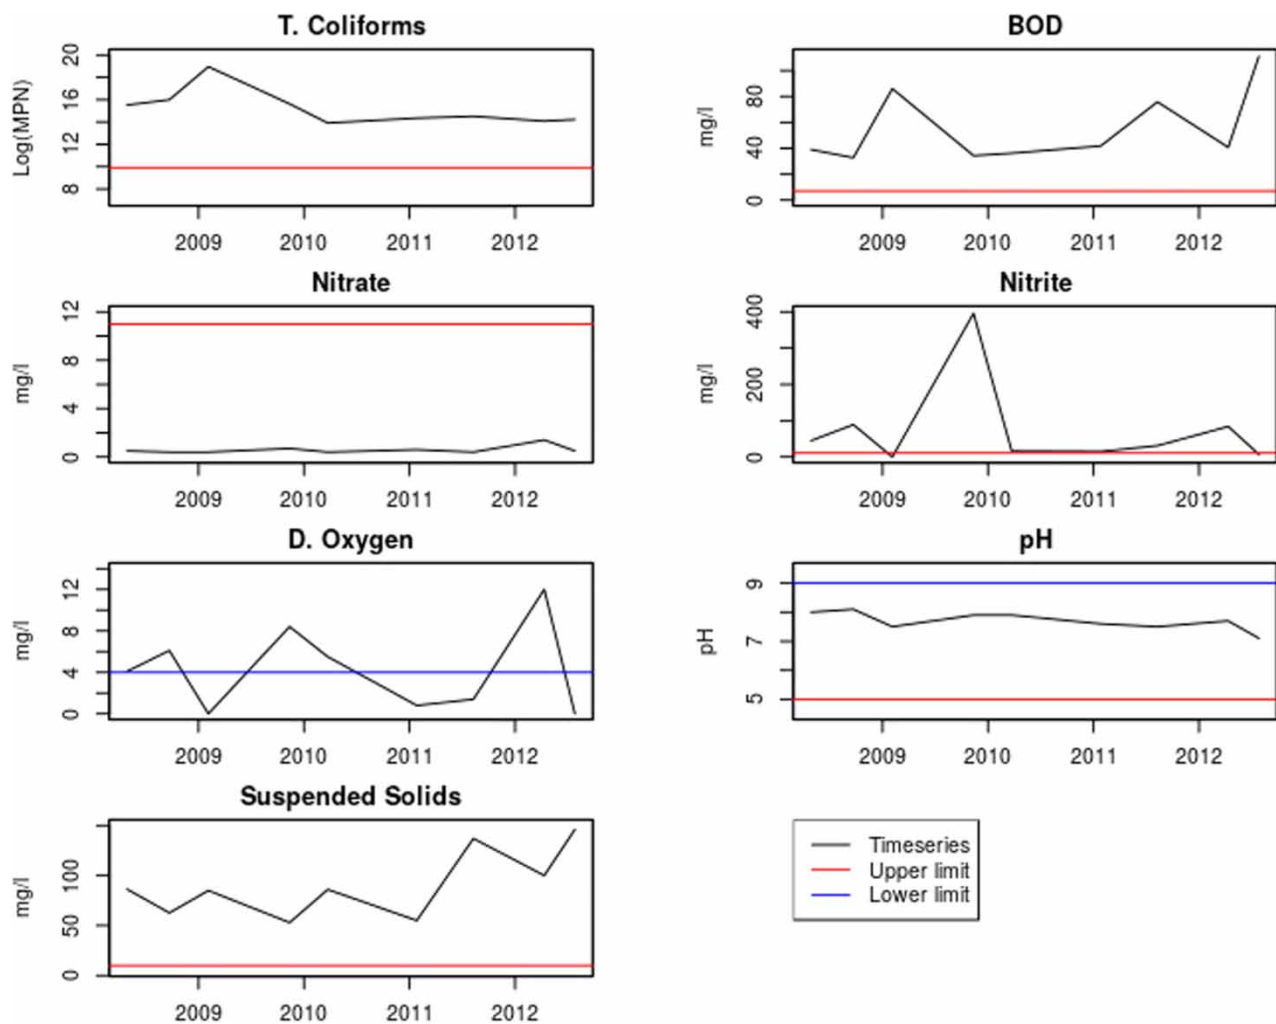 T. Coliforms
Log(MPN)
20
16
12
8
2009 2010 2011 2012
BOD
mg/l
80
40
0
2009 2010 2011 2012
Nitrate
mg/l
12
8
4
0
2009 2010 2011 2012
Nitrite
mg/l
400
200
0
2009 2010 2011 2012
D. Oxygen
mg/l
12
8
4
0
2009 2010 2011 2012
pH
pH
9
7
5
2009 2010 2011 2012
Suspended Solids
mg/l
100
50
0
2009 2010 2011 2012
Timeseries
Upper limit
Lower limit